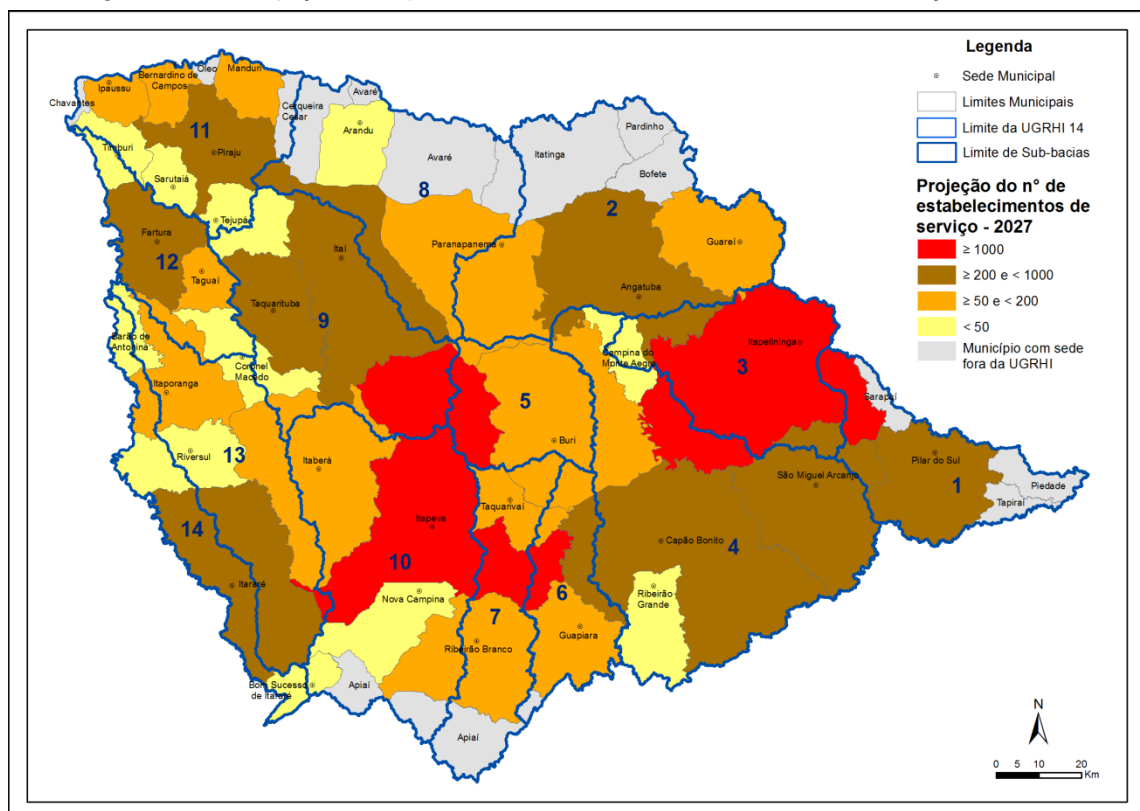 Legenda
Sede Municipal
Limites Municipais
Limite da UGRHI 14
Limite de Sub-bacias
Projeção do n° de
estabelecimentos de
serviço - 2027
≥ 1000
≥ 200 e < 1000
≥ 50 e < 200
< 50
Município com sede
fora da UGRHI
Chavantes
Ipaussu
Bernardino de
Campos
Óleo
Manduri
Cerqueira
Cesar
Avaré
Arandu
Avaré
8
Itatinga
Pardinho
Bofete
11
Piraju
Timburi
Sarutaiá
Tejupá
2
Guareí
Fartura
12
Taguaí
Itaí
Paranapanema
Angatuba
Taquarituba
9
Barão de
Antonina
Coronel
Macedo
Campina do
Monte Alegre
Itapetininga
3
Sarapuí
Itaporanga
5
Buri
Riversul
13
Itaberá
Pilar do Sul
1
Piedade
Tapiraí
São Miguel Arcanjo
Taquarivaí
Itapeva
14
Capão Bonito
4
10
Itararé
Nova Campina
6
Ribeirão
Grande
7
Ribeirão Branco
Guapiara
Bom Sucesso
de Itararé
Apiaí
Apiaí
N
0 5 10 20
Km